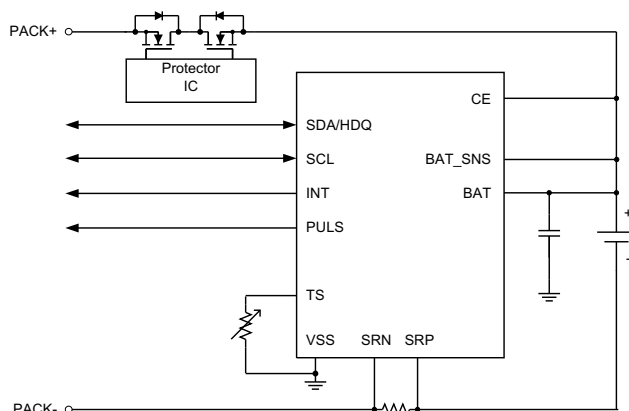 PACK+
Protector
IC
CE
SDA/HDQ
SCL
BAT_SNS
INT
BAT
PULS
+
-
TS
VSS
SRN
SRP
PACK-